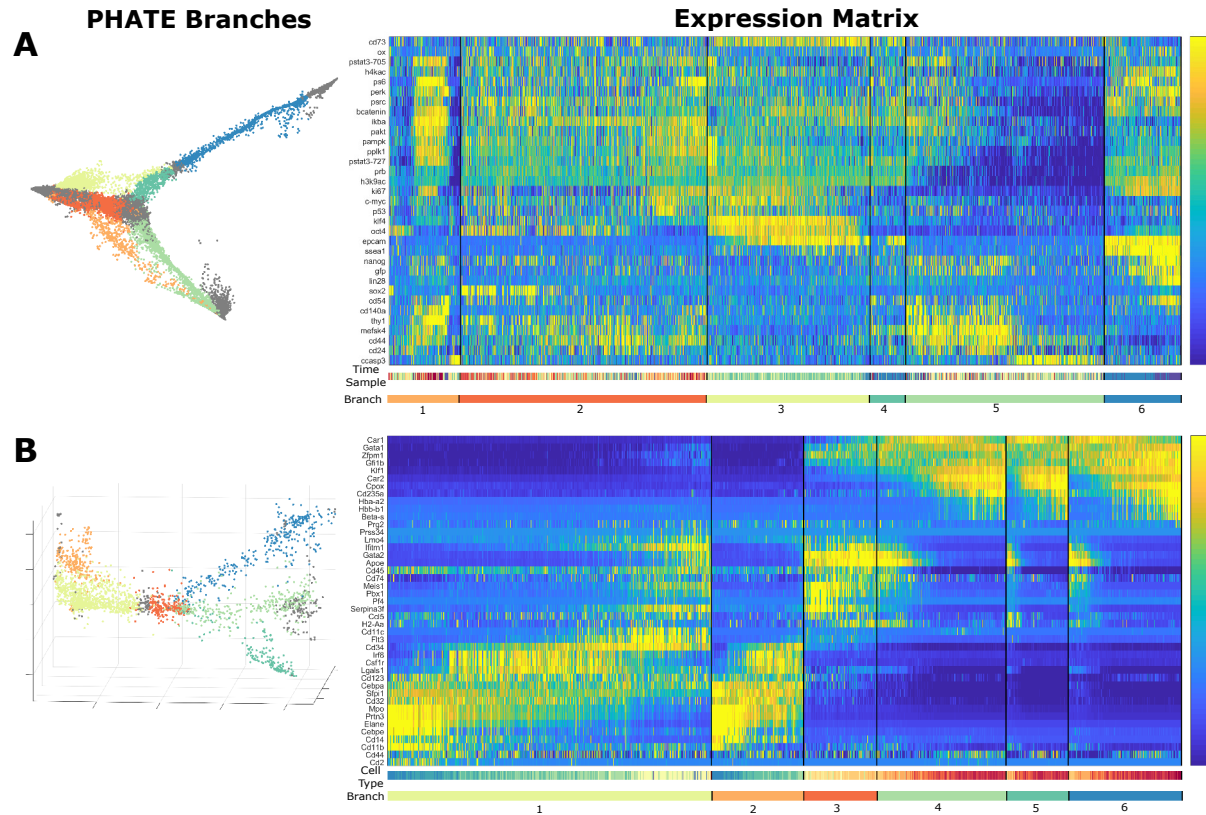 PHATE Branches
Expression Matrix
A
cd73
ox
pstat3-705
h4kac
ps6
perk
psrc
bcatenin
ikba
pakt
pampk
pplk1
pstat3-727
prb
h3k9ac
ki67
c-myc
p53
klf4
oct4
epcam
ssea1
nanog
gfp
lin28
sox2
cd54
cd140a
thy1
mefsk4
cd44
cd24
ccasp3
Time
Sample
Branch
1 2 3 4 5 6
B
Car1
Gata1
Zfpm1
Gfi1b
Klf1
Car2
Cpox
Cd235a
Hba-a2
Hbb-b1
Beta-s
Prg2
Prss34
Lmo4
Ifitm1
Gata2
Apoe
Cd45
Cd74
Meis1
Pbx1
Pf4
Serpina3f
Ccl5
H2-Aa
Cd11c
Flt3
Cd34
Irf8
Csf1r
Lgals1
Cd123
Cebpa
Sfpi1
Cd32
Mpo
Prtn3
Elane
Cebpe
Cd14
Cd11b
Cd44
Cd2
Cell
Type
Branch
1 2 3 4 5 6